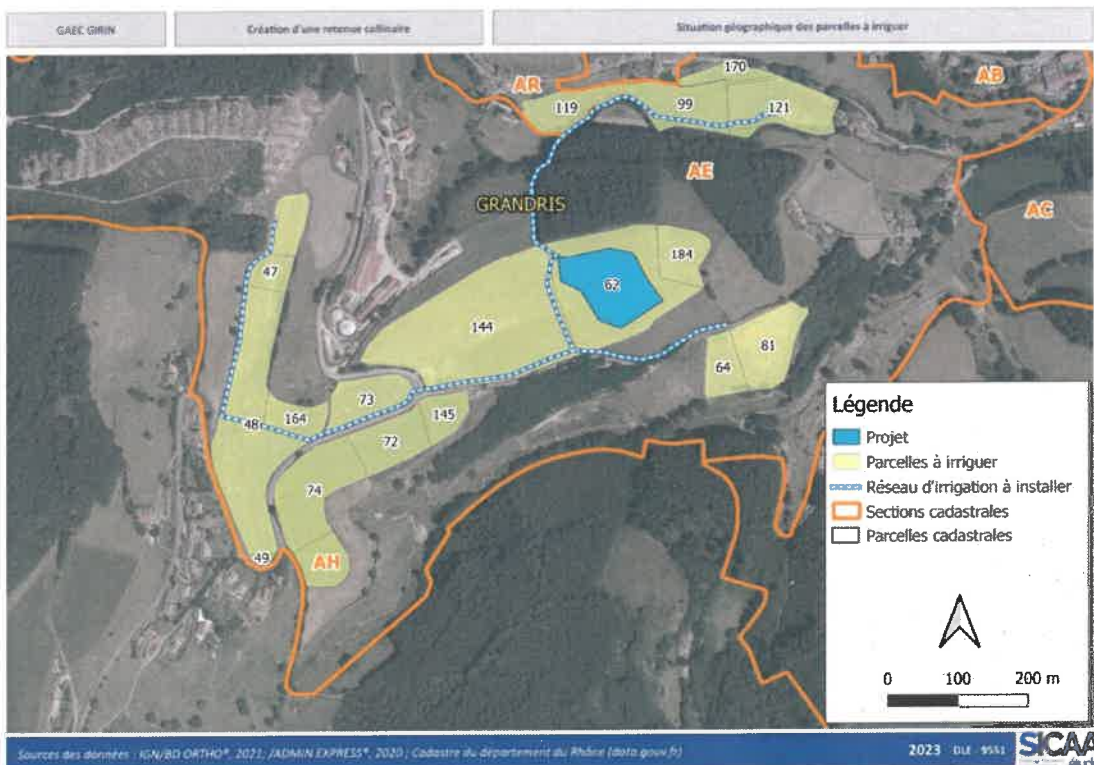 GAEC GIRIN
Création d'une retenue collinaire
Situation géographique des parcelles à irriguer
AR
170
AB
119
99
121
AE
GRANDRIS
AC
184
47
62
144
81
64
73
164
145
48
72
74
49
AH
Légende
Projet
Parcelles à irriguer
Réseau d'irrigation à installer
Sections cadastrales
Parcelles cadastrales
0 100 200 m
Sources des données : IGN/BD ORTHO®, 2021; /ADMIN EXPRESS®, 2020 ; Cadastre du département du Rhône (data.gouv.fr)
2023 DLE - 9551
SICAA